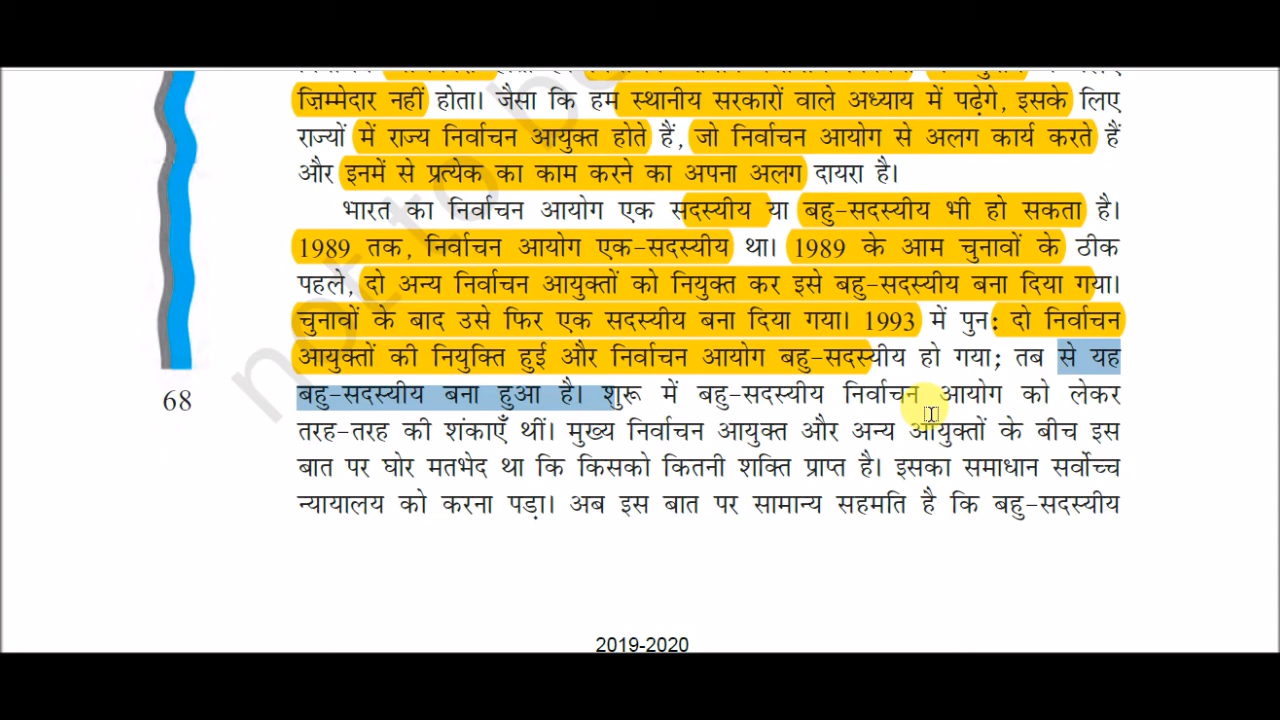 ज़िम्मेदार नहीं होता। जैसा कि हम स्थानीय सरकारों वाले अध्याय में पढ़ेगे, इसके लिए
राज्यों में राज्य निर्वाचन आयुक्त होते हैं, जो निर्वाचन आयोग से अलग कार्य करते हैं
और इनमें से प्रत्येक का काम करने का अपना अलग दायरा है।
भारत का निर्वाचन आयोग एक सदस्यीय या बहु-सदस्यीय भी हो सकता है।
1989 तक, निर्वाचन आयोग एक-सदस्यीय था। 1989 के आम चुनावों के ठीक
पहले, दो अन्य निर्वाचन आयुक्तों को नियुक्त कर इसे बहु-सदस्यीय बना दिया गया।
चुनावों के बाद उसे फिर एक सदस्यीय बना दिया गया। 1993 में पुन: दो निर्वाचन
आयुक्तों की नियुक्ति हुई और निर्वाचन आयोग बहु-सदस्यीय हो गया; तब से यह
बहु-सदस्यीय बना हुआ है। शुरू में बहु-सदस्यीय निर्वाचन आयोग को लेकर
68
तरह-तरह की शंकाएँ थीं। मुख्य निर्वाचन आयुक्त और अन्य आयुक्तों के बीच इस
बात पर घोर मतभेद था कि किसको कितनी शक्ति प्राप्त है। इसका समाधान सर्वोच्च
न्यायालय को करना पड़ा। अब इस बात पर सामान्य सहमति है कि बहु-सदस्यीय
not to be
2019-2020